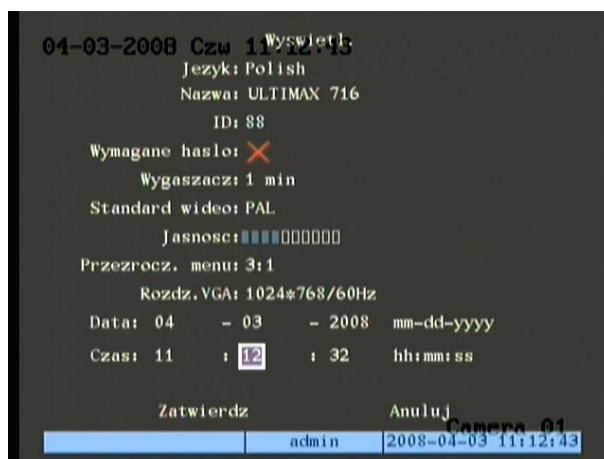 Wyswietl.
04-03-2008 Czw 11:12:43
Jezyk: Polish
Nazwa: ULTIMAX 716
ID: 88
Wymagane haslo:
Wygaszacz: 1 min
Standard wideo: PAL
Jasnosc:
Przezrocz. menu: 3:1
Rozdz.VGA: 1024*768/60Hz
Data: 04 - 03 - 2008 mm-dd-yyyy
Czas: 11 : 12 : 32 hh:mm:ss
Zatwierdz Anuluj
Camera 01
admin 2008-04-03 11:12:43